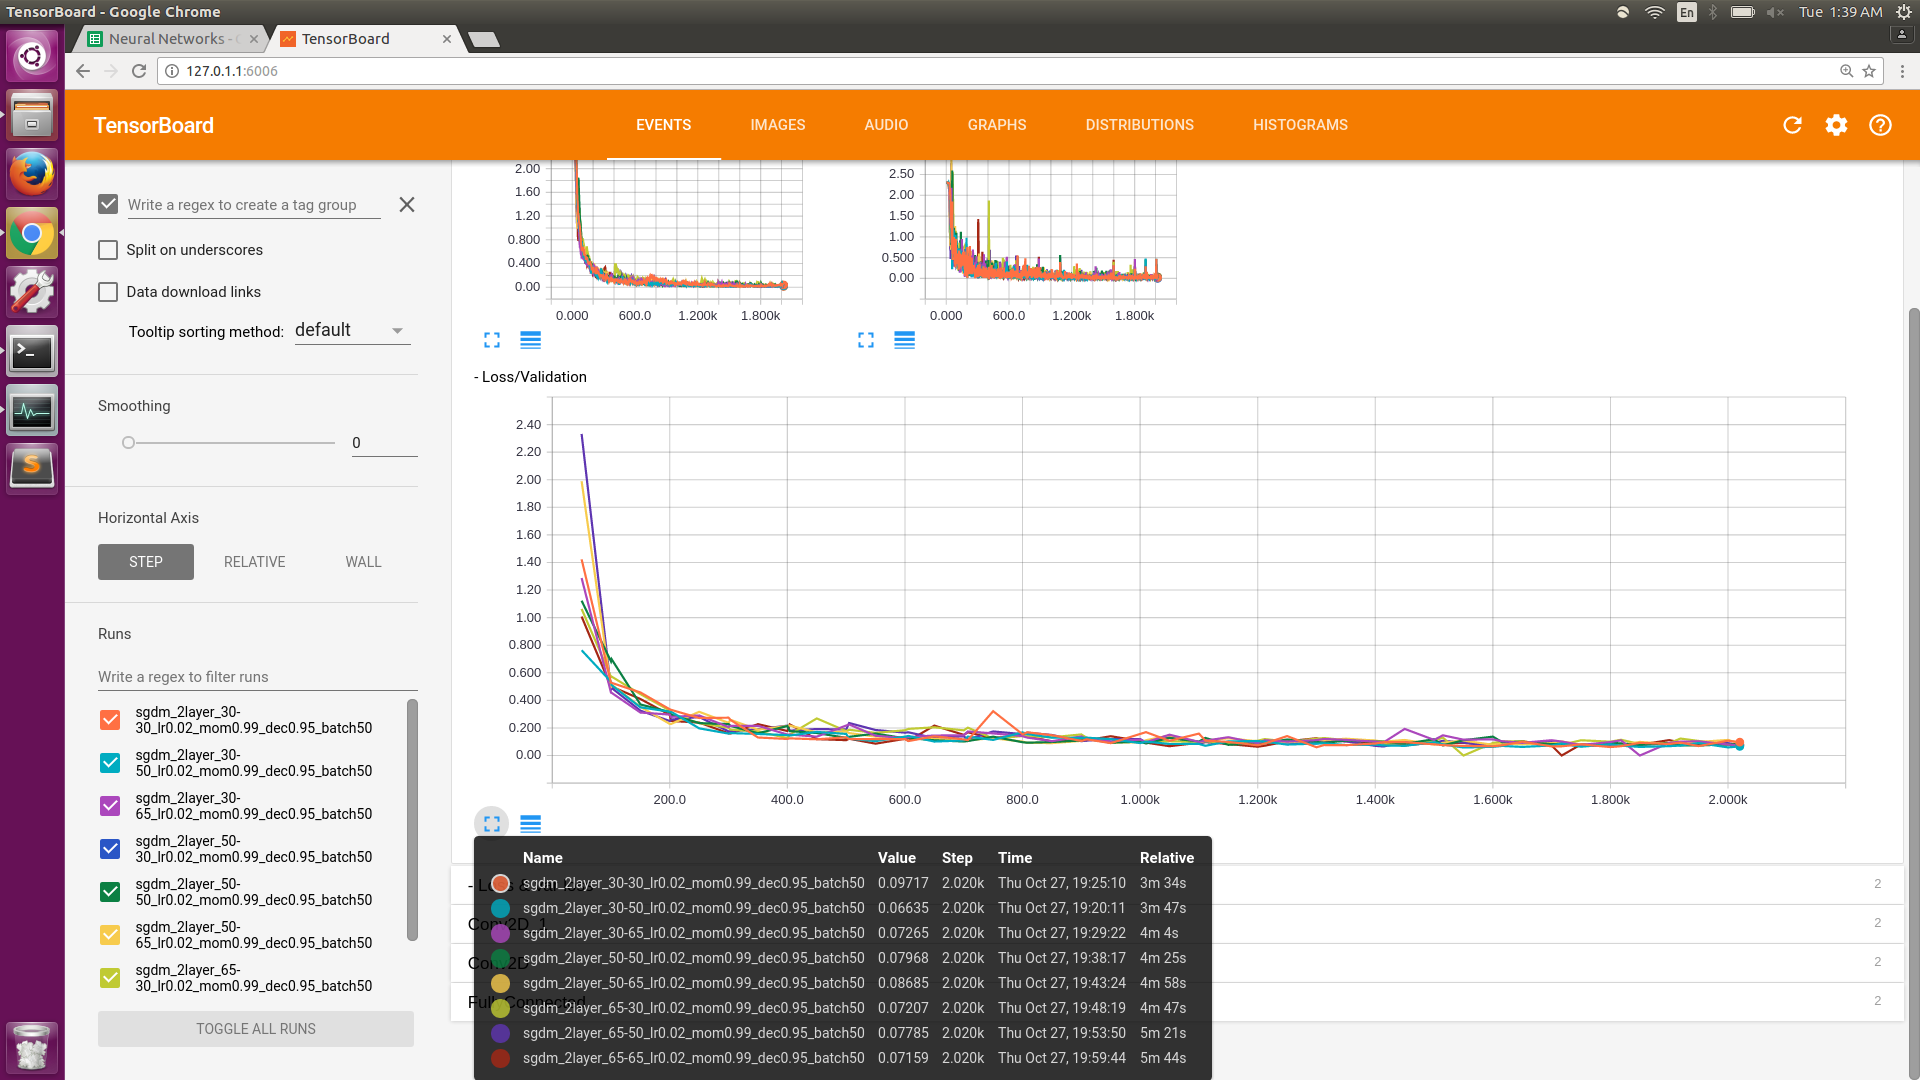 TensorBoard - Google Chrome
En
Tue 1:39 AM
Neural Networks -
TensorBoard
127.0.1.1:6006
TensorBoard
EVENTS
IMAGES
AUDIO
GRAPHS
DISTRIBUTIONS
HISTOGRAMS
Write a regex to create a tag group
Split on underscores
Data download links
Tooltip sorting method: default
Smoothing
0
Horizontal Axis
STEP RELATIVE WALL
Runs
Write a regex to filter runs
sgdm_2layer_30-
30_lr0.02_mom0.99_dec0.95_batch50
sgdm_2layer_30-
50_lr0.02_mom0.99_dec0.95_batch50
sgdm_2layer_30-
65_lr0.02_mom0.99_dec0.95_batch50
sgdm_2layer_50-
30_lr0.02_mom0.99_dec0.95_batch50
sgdm_2layer_50-
50_lr0.02_mom0.99_dec0.95_batch50
sgdm_2layer_50-
65_lr0.02_mom0.99_dec0.95_batch50
sgdm_2layer_65-
30_lr0.02_mom0.99_dec0.95_batch50
TOGGLE ALL RUNS
2.00
1.60
1.20
0.800
0.400
0.00
0.000 600.0 1.200k 1.800k
2.50
2.00
1.50
1.00
0.500
0.00
0.000 600.0 1.200k 1.800k
- Loss/Validation
2.40
2.20
2.00
1.80
1.60
1.40
1.20
1.00
0.800
0.600
0.400
0.200
0.00
200.0 400.0 600.0 800.0 1.000k 1.200k 1.400k 1.600k 1.800k 2.000k
Name Value Step Time Relative
sgdm_2layer_30-30_lr0.02_mom0.99_dec0.95_batch50 0.09717 2.020k Thu Oct 27, 19:25:10 3m 34s
sgdm_2layer_30-50_lr0.02_mom0.99_dec0.95_batch50 0.06635 2.020k Thu Oct 27, 19:20:11 3m 47s
sgdm_2layer_30-65_lr0.02_mom0.99_dec0.95_batch50 0.07265 2.020k Thu Oct 27, 19:29:22 4m 4s
sgdm_2layer_50-50_lr0.02_mom0.99_dec0.95_batch50 0.07968 2.020k Thu Oct 27, 19:38:17 4m 25s
sgdm_2layer_50-65_lr0.02_mom0.99_dec0.95_batch50 0.08685 2.020k Thu Oct 27, 19:43:24 4m 58s
sgdm_2layer_65-30_lr0.02_mom0.99_dec0.95_batch50 0.07207 2.020k Thu Oct 27, 19:48:19 4m 47s
sgdm_2layer_65-50_lr0.02_mom0.99_dec0.95_batch50 0.07785 2.020k Thu Oct 27, 19:53:50 5m 21s
sgdm_2layer_65-65_lr0.02_mom0.99_dec0.95_batch50 0.07159 2.020k Thu Oct 27, 19:59:44 5m 44s
2
Conv2D_1
2
Conv2D
2
2